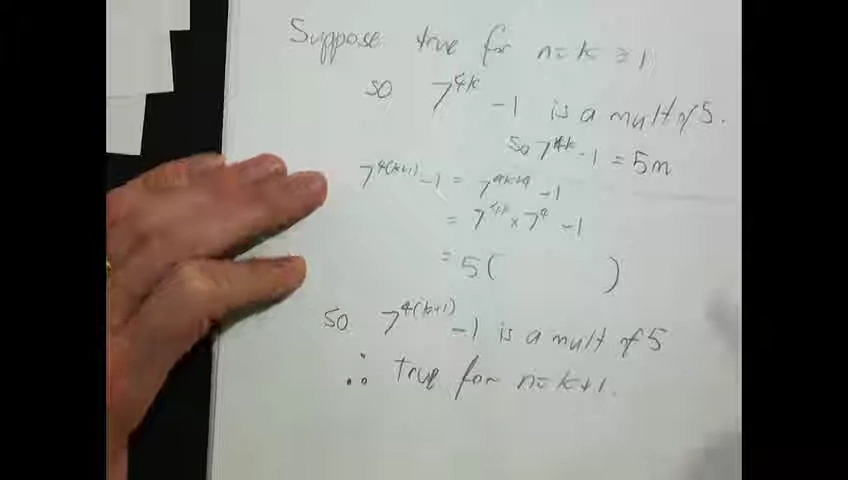 Suppose true for n = k ≥ 1
so 7^{4k} - 1 is a mult of 5.
so 7^{4k} - 1 = 5m
7^{4(k+1)} - 1 = 7^{4k+4} - 1
= 7^{4k} × 7^4 - 1
= 5( )
so 7^{4(k+1)} - 1 is a mult of 5
∴ true for n = k+1.